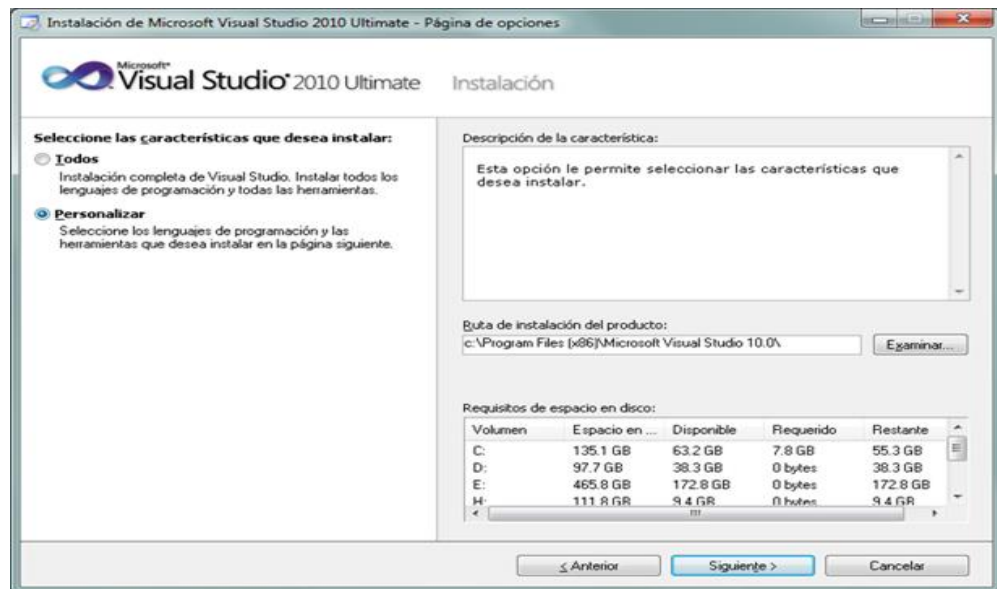 Instalación de Microsoft Visual Studio 2010 Ultimate - Página de opciones
Microsoft®
Visual Studio® 2010 Ultimate
Instalación
Seleccione las características que desea instalar:
Todos
Instalación completa de Visual Studio. Instalar todos los
lenguajes de programación y todas las herramientas.
Personalizar
Seleccione los lenguajes de programación y las
herramientas que desea instalar en la página siguiente.
Descripción de la característica:
Esta opción le permite seleccionar las características que
desea instalar.
Ruta de instalación del producto:
c:\Program Files (x86)\Microsoft Visual Studio 10.0\
Examinar...
Requisitos de espacio en disco:
Volumen Espacio en ... Disponible Requerido Restante
C: 135.1 GB 63.2 GB 7.8 GB 55.3 GB
D: 97.7 GB 38.3 GB 0 bytes 38.3 GB
E: 465.8 GB 172.8 GB 0 bytes 172.8 GB
H: 111.8 GB 9.4 GB 0 bytes 9.4 GB
< Anterior
Siguiente >
Cancelar